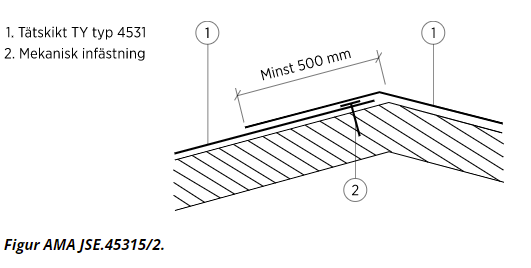 1. Tätskikt TY typ 4531
2. Mekanisk infästning
1
1
Minst 500 mm
2
Figur AMA JSE.45315/2.